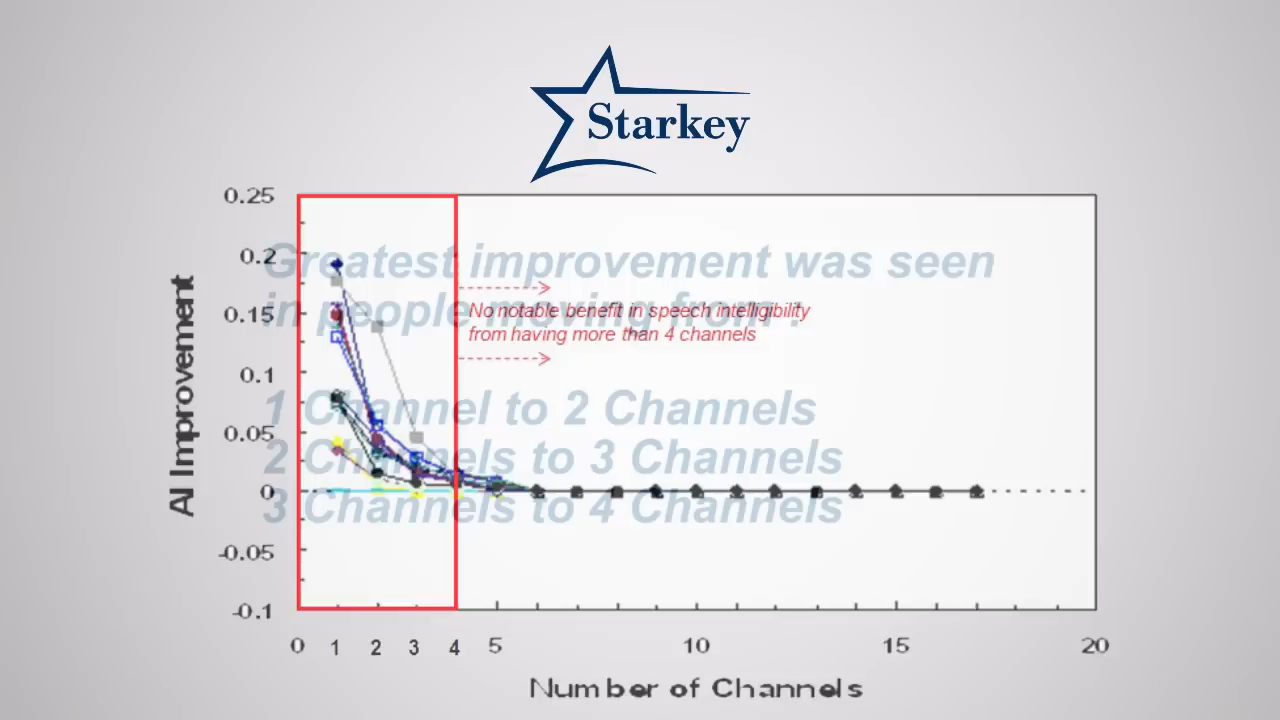 Starkey
0.25
0.2
0.15
0.1
0.05
0
-0.05
-0.1
AI Improvement
Greatest improvement was seen
in people moving from :
No notable benefit in speech intelligibility
from having more than 4 channels
1 Channel to 2 Channels
2 Channels to 3 Channels
3 Channels to 4 Channels
0 1 2 3 4 5 10 15 20
Number of Channels